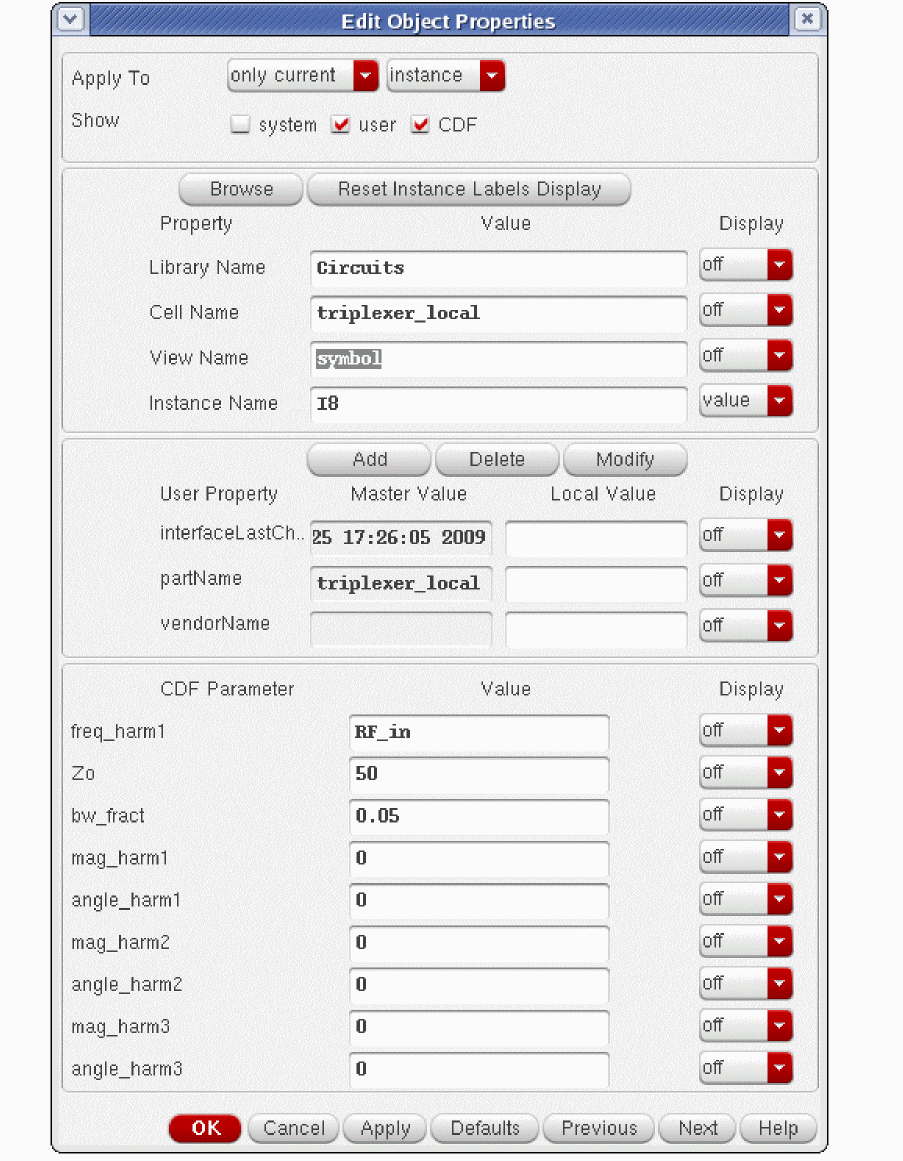 Edit Object Properties
Apply To only current instance
Show system user CDF
Browse Reset Instance Labels Display
Property Value Display
Library Name Circuits off
Cell Name triplexer_local off
View Name symbol off
Instance Name I8 value
Add Delete Modify
User Property Master Value Local Value Display
interfaceLastCh.. 25 17:26:05 2009 off
partName triplexer_local off
vendorName off
CDF Parameter Value Display
freq_harm1 RF_in off
Zo 50 off
bw_fract 0.05 off
mag_harm1 0 off
angle_harm1 0 off
mag_harm2 0 off
angle_harm2 0 off
mag_harm3 0 off
angle_harm3 0 off
OK Cancel Apply Defaults Previous Next Help